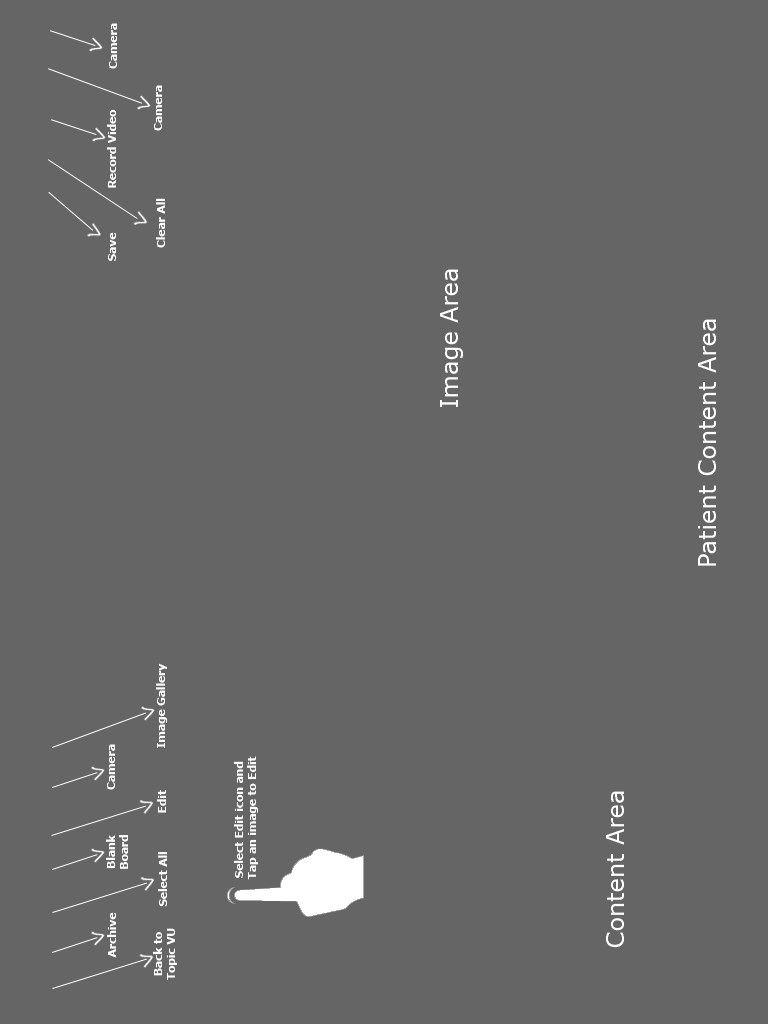 Archive
Blank
Board
Camera
Save
Record Video
Camera
Back to
Topic VU
Select All
Edit
Image Gallery
Clear All
Camera
Select Edit icon and
Tap an image to Edit
Image Area
Content Area
Patient Content Area